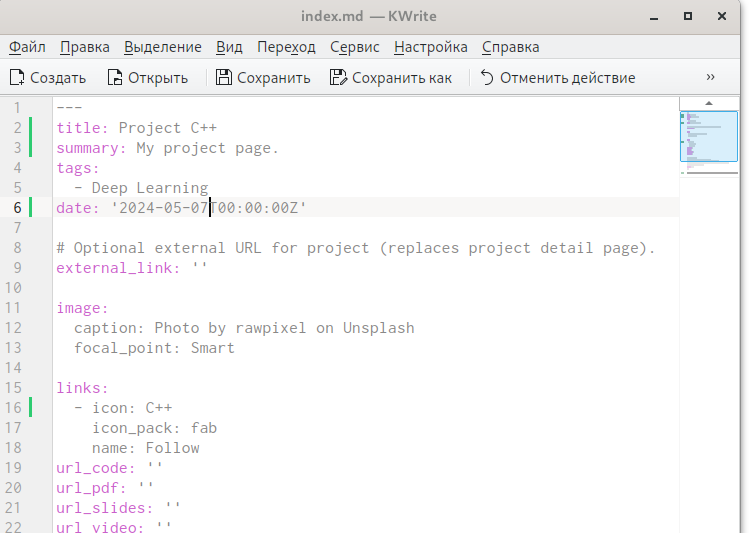 index.md — KWrite
Файл Правка Выделение Вид Переход Сервис Настройка Справка
Создать Открыть Сохранить Сохранить как Отменить действие »
1 ---
2 title: Project C++
3 summary: My project page.
4 tags:
5   - Deep Learning
6 date: '2024-05-07T00:00:00Z'
7
8 # Optional external URL for project (replaces project detail page).
9 external_link: ''
10
11 image:
12   caption: Photo by rawpixel on Unsplash
13   focal_point: Smart
14
15 links:
16   - icon: C++
17     icon_pack: fab
18     name: Follow
19 url_code: ''
20 url_pdf: ''
21 url_slides: ''
22 url_video: ''